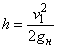 h = v₁² / 2gₙ